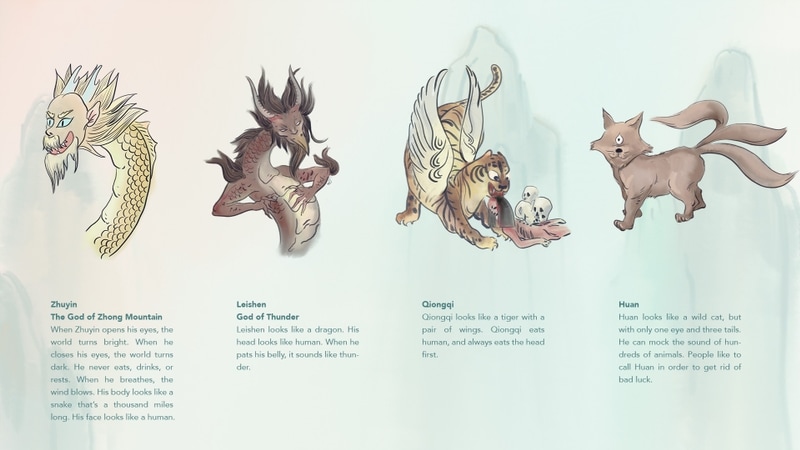 Zhuyin
The God of Zhong Mountain
When Zhuyin opens his eyes, the
world turns bright. When he
closes his eyes, the world turns
dark. He never eats, drinks, or
rests. When he breathes, the
wind blows. His body looks like a
snake that's a thousand miles
long. His face looks like a human.
Leishen
God of Thunder
Leishen looks like a dragon. His
head looks like human. When he
pats his belly, it sounds like thun-
der.
Qiongqi
Qiongqi looks like a tiger with a
pair of wings. Qiongqi eats
human, and always eats the head
first.
Huan
Huan looks like a wild cat, but
with only one eye and three tails.
He can mock the sound of hun-
dreds of animals. People like to
call Huan in order to get rid of
bad luck.